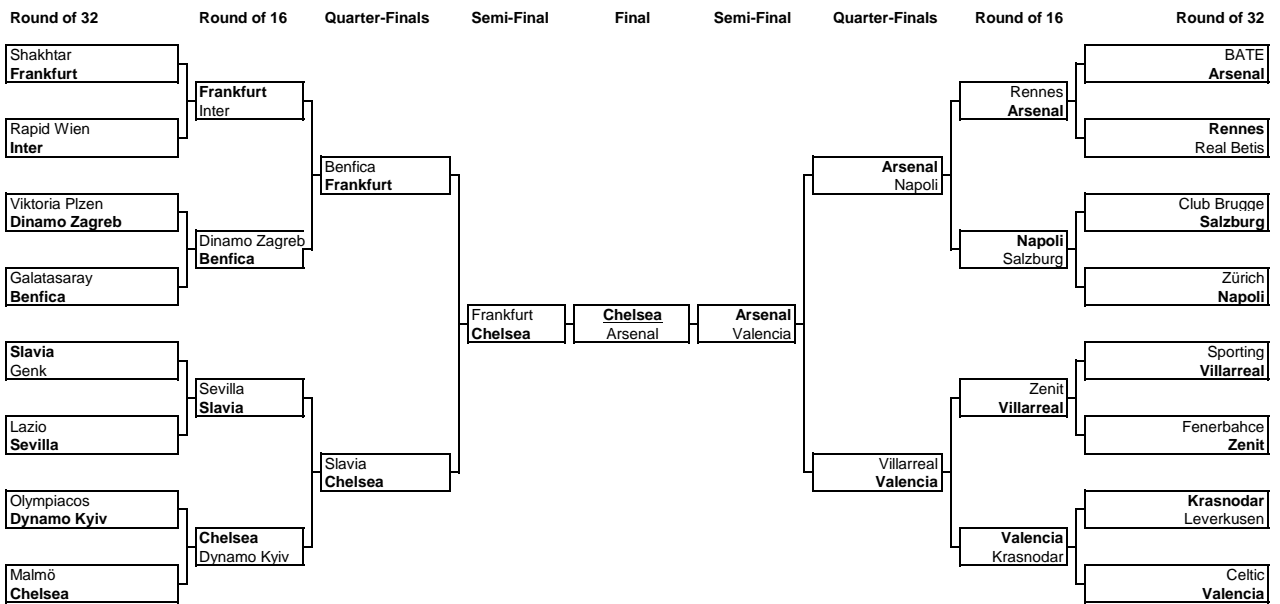 Round of 32
Round of 16
Quarter-Finals
Semi-Final
Final
Semi-Final
Quarter-Finals
Round of 16
Round of 32
Shakhtar
Frankfurt
Rapid Wien
Inter
Viktoria Plzen
Dinamo Zagreb
Galatasaray
Benfica
Slavia
Genk
Lazio
Sevilla
Olympiacos
Dynamo Kyiv
Malmö
Chelsea
Frankfurt
Inter
Dinamo Zagreb
Benfica
Sevilla
Slavia
Chelsea
Dynamo Kyiv
Benfica
Frankfurt
Slavia
Chelsea
Frankfurt
Chelsea
Chelsea
Arsenal
Arsenal
Valencia
Arsenal
Napoli
Villarreal
Valencia
Rennes
Arsenal
Napoli
Salzburg
Zenit
Villarreal
Valencia
Krasnodar
BATE
Arsenal
Rennes
Real Betis
Club Brugge
Salzburg
Zürich
Napoli
Sporting
Villarreal
Fenerbahce
Zenit
Krasnodar
Leverkusen
Celtic
Valencia